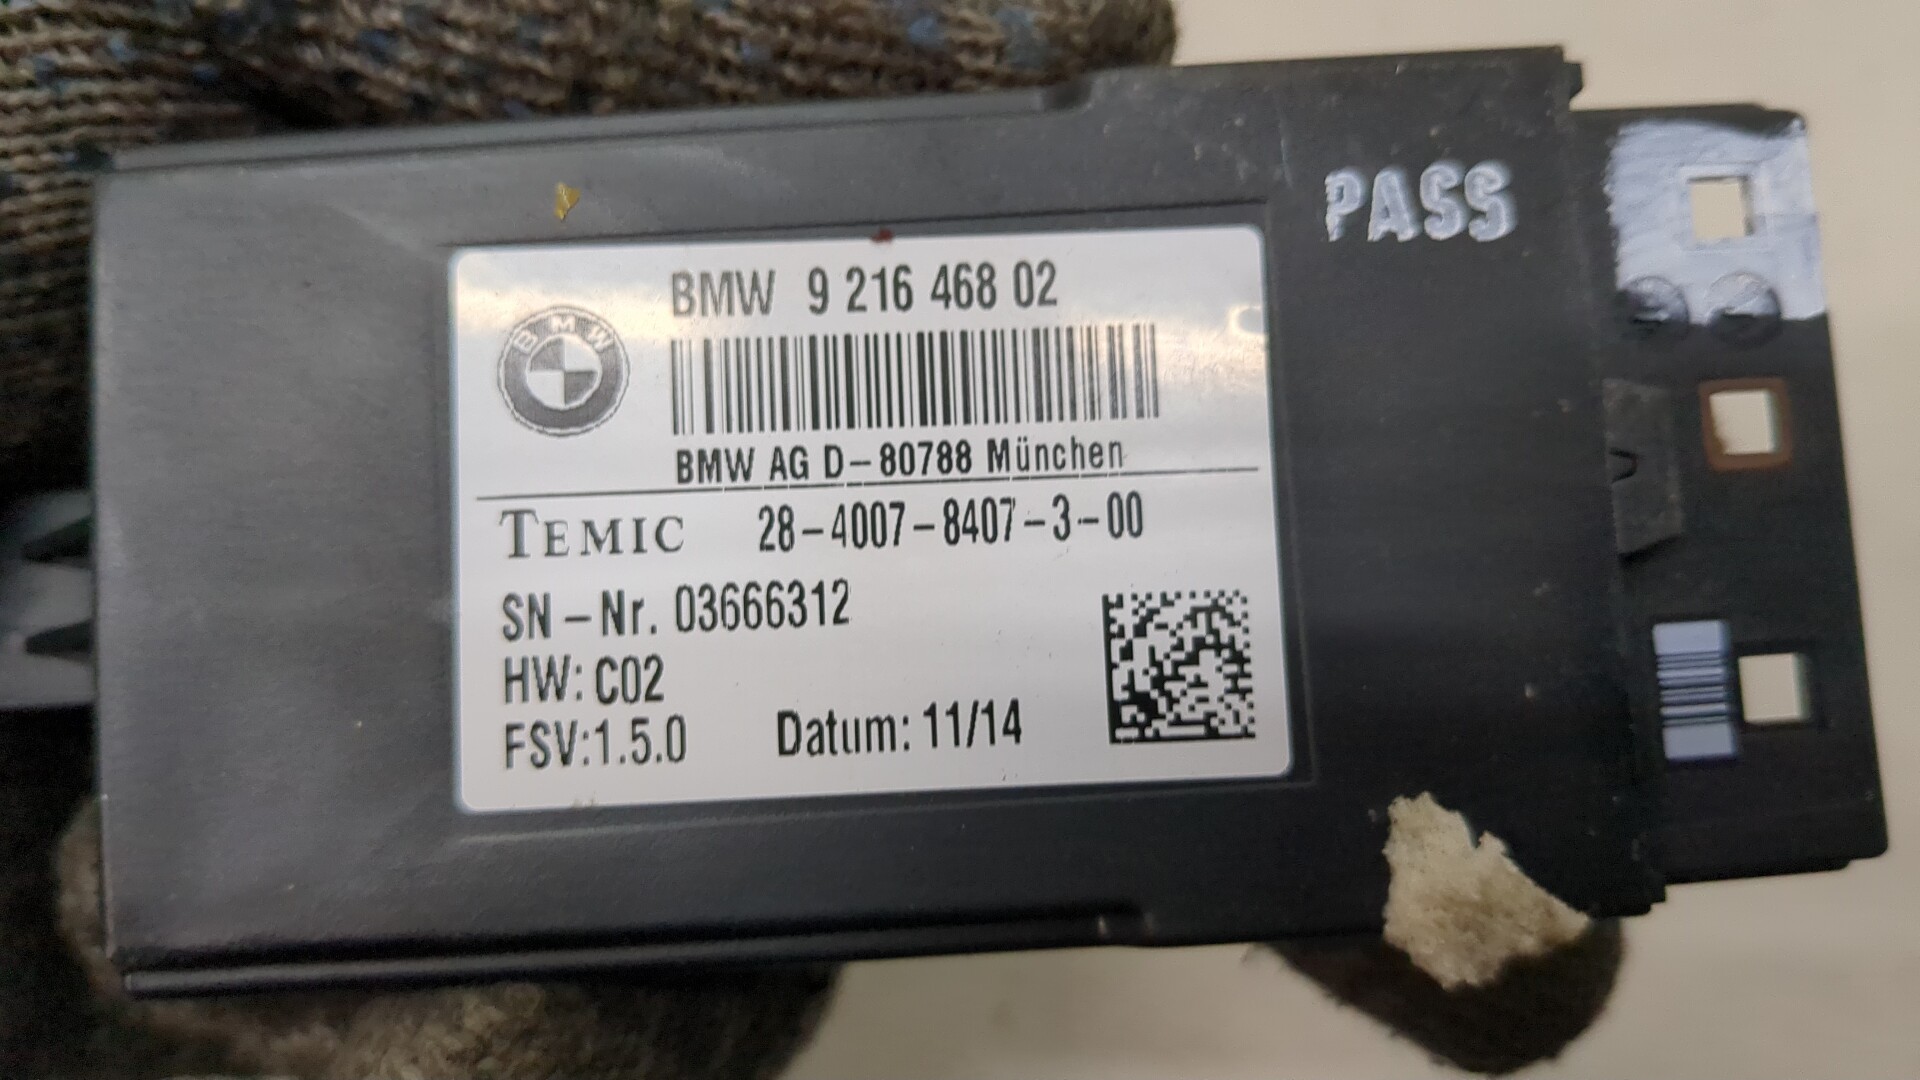 PASS
BMW 9 216 468 02
BMW
BMW AG D-80788 München
TEMIC 28-4007-8407-3-00
SN-Nr. 03666312
HW: C02
FSV:1.5.0 Datum: 11/14